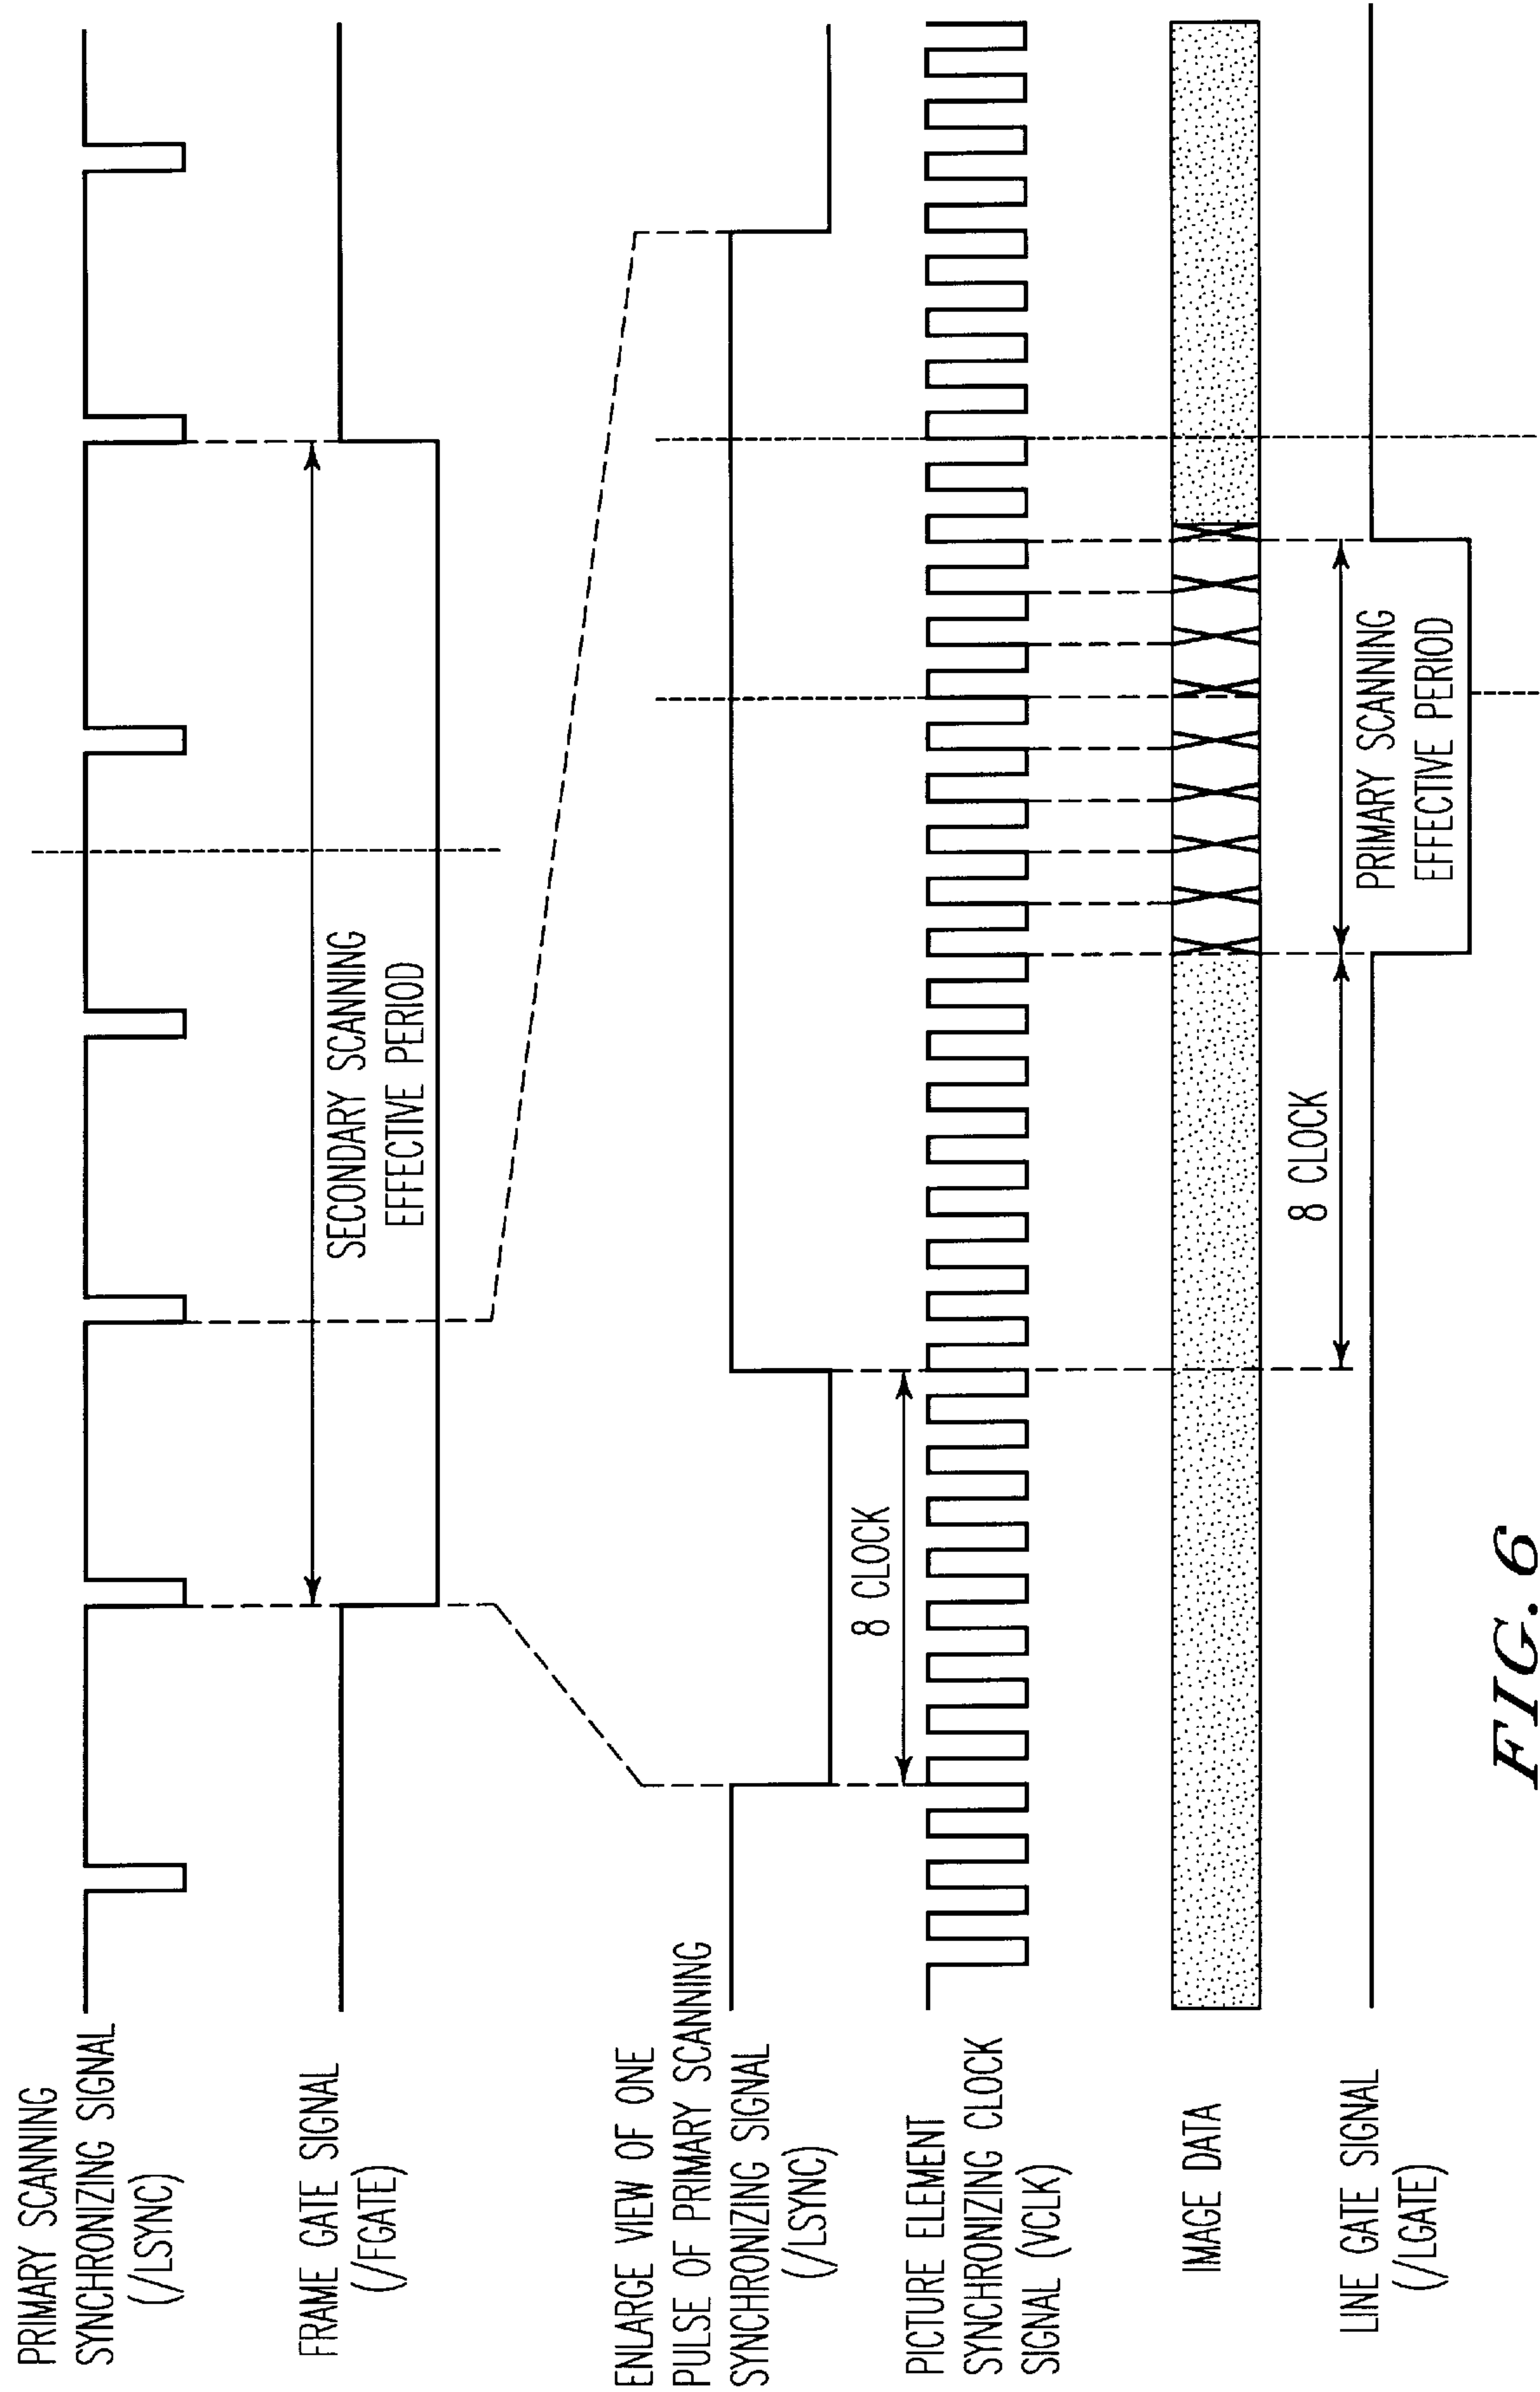 PRIMARY SCANNING
SYNCHRONIZING SIGNAL
(/LSYNC)
FRAME GATE SIGNAL
(/FGATE)
SECONDARY SCANNING
EFFECTIVE PERIOD
ENLARGE VIEW OF ONE
PULSE OF PRIMARY SCANNING
SYNCHRONIZING SIGNAL
(/LSYNC)
8 CLOCK
PICTURE ELEMENT
SYNCHRONIZING CLOCK
SIGNAL (VCLK)
IMAGE DATA
8 CLOCK
PRIMARY SCANNING
EFFECTIVE PERIOD
LINE GATE SIGNAL
(/LGATE)
FIG. 6